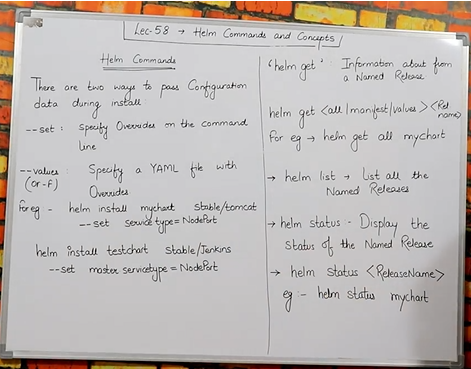 Lec-58 → Helm Commands and Concepts
Helm Commands
There are two ways to pass Configuration
data during install:
--set : Specify Overrides on the command
line
--values : Specify a YAML file with
(or -f) Overrides
For eg - helm install mychart Stable/tomcat
--set service.type=NodePort
helm install testchart Stable/Jenkins
--set master.servicetype=NodePort
'helm get' : Information about from
a Named Release
helm get <all/manifest/values> <Rel.
name>
For eg → helm get all mychart
→ helm list → List all the
Named Releases
→ helm status - Display the
Status of the Named Release
→ helm Status <ReleaseName>
eg :- helm status mychart